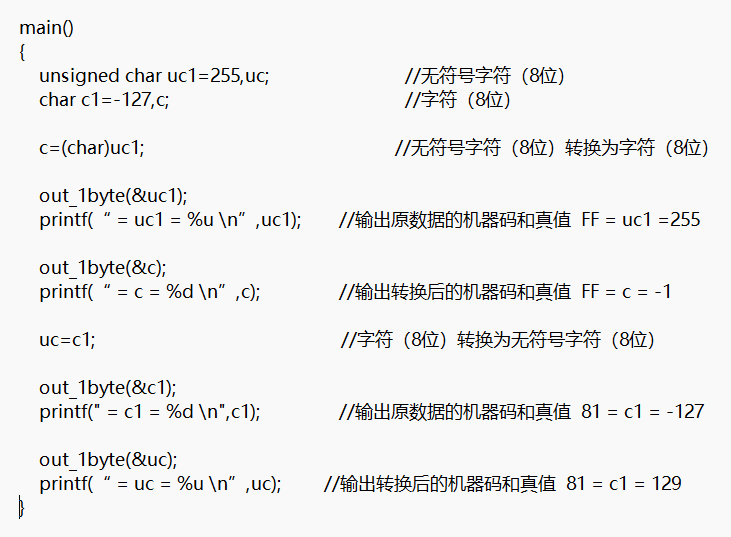 main()
{
unsigned char uc1=255,uc; //无符号字符（8位）
char c1=-127,c; //字符（8位）
c=(char)uc1; //无符号字符（8位）转换为字符（8位）
out_1byte(&uc1);
printf(“ = uc1 = %u \n” ,uc1); //输出原数据的机器码和真值 FF = uc1 =255
out_1byte(&c);
printf(“ = c = %d \n” ,c); //输出转换后的机器码和真值 FF = c = -1
uc=c1; //字符（8位）转换为无符号字符（8位）
out_1byte(&c1);
printf(" = c1 = %d \n",c1); //输出原数据的机器码和真值 81 = c1 = -127
out_1byte(&uc);
printf(“ = uc = %u \n” ,uc); //输出转换后的机器码和真值 81 = c1 = 129
}